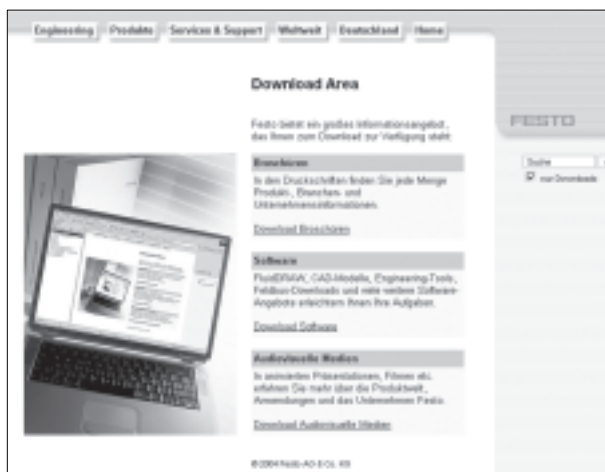 Engineering Produkte Services & Support Weltweit Deutschland Home
Download Area
Festo bietet ein großes Informationsangebot,
das Ihnen zum Download zur Verfügung steht:
FESTO
Suche
nur Downloads
Broschüren
In den Druckschriften finden Sie jede Menge
Produkt-, Branchen- und
Unternehmensinformationen.
Download Broschüren
Software
FluidDRAW, CAD-Modelle, Engineering-Tools,
Feldbus-Downloads und viele weitere Software-
Angebote erleichtern Ihnen Ihre Aufgaben.
Download Software
Audiovisuelle Medien
In animierten Präsentationen, Filmen etc.
erfahren Sie mehr über die Produktwelt,
Anwendungen und das Unternehmen Festo.
Download Audiovisuelle Medien
© 2004 Festo AG & Co. KG